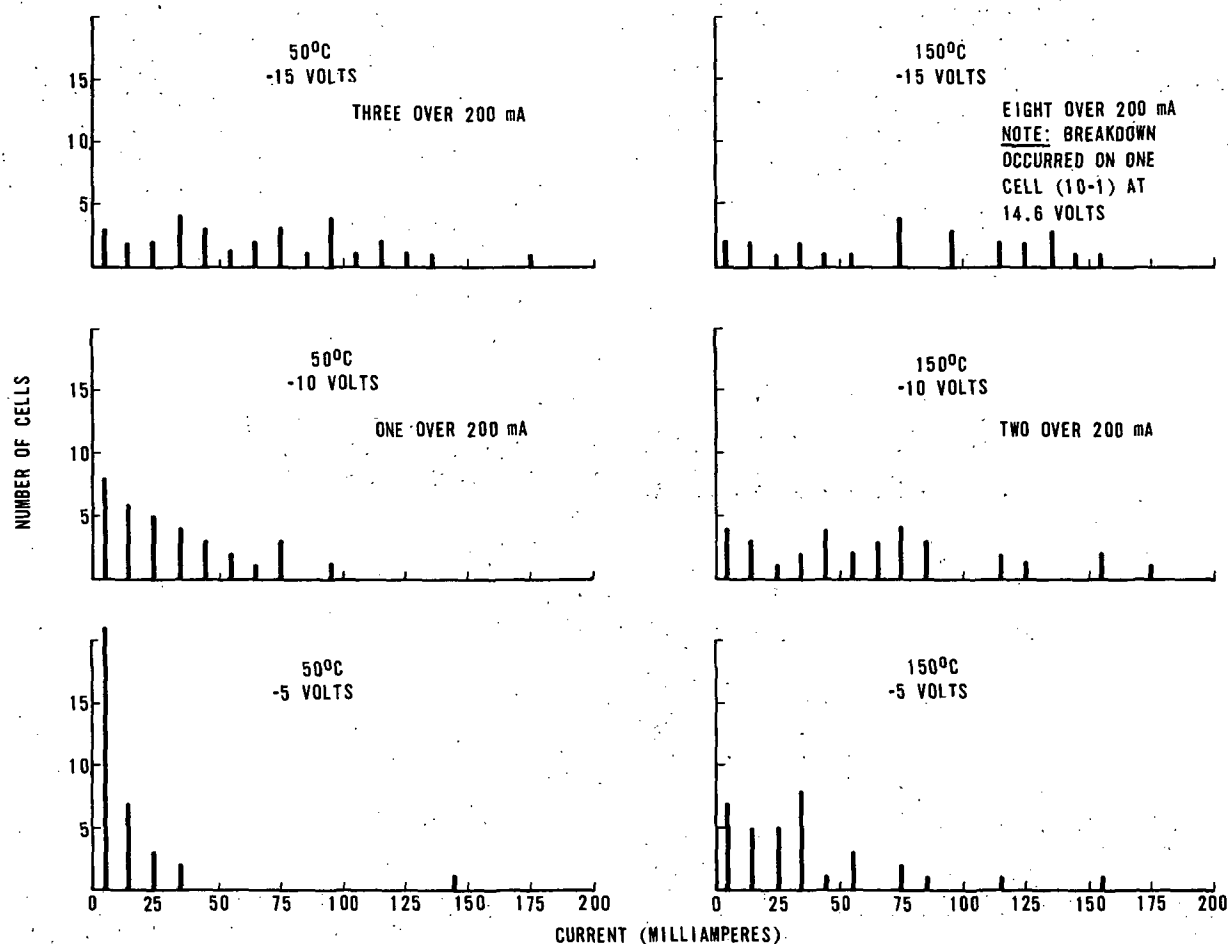 50°C
-15 VOLTS
THREE OVER 200 mA
15
10
5
150°C
-15 VOLTS
EIGHT OVER 200 mA
NOTE: BREAKDOWN
OCCURRED ON ONE
CELL (10-1) AT
14.6 VOLTS
NUMBER OF CELLS
50°C
-10 VOLTS
ONE OVER 200 mA
15
10
5
150°C
-10 VOLTS
TWO OVER 200 mA
50°C
-5 VOLTS
15
10
5
0 25 50 75 100 125 150 175 200
150°C
-5 VOLTS
0 25 50 75 100 125 150 175 200
CURRENT (MILLIAMPERES)